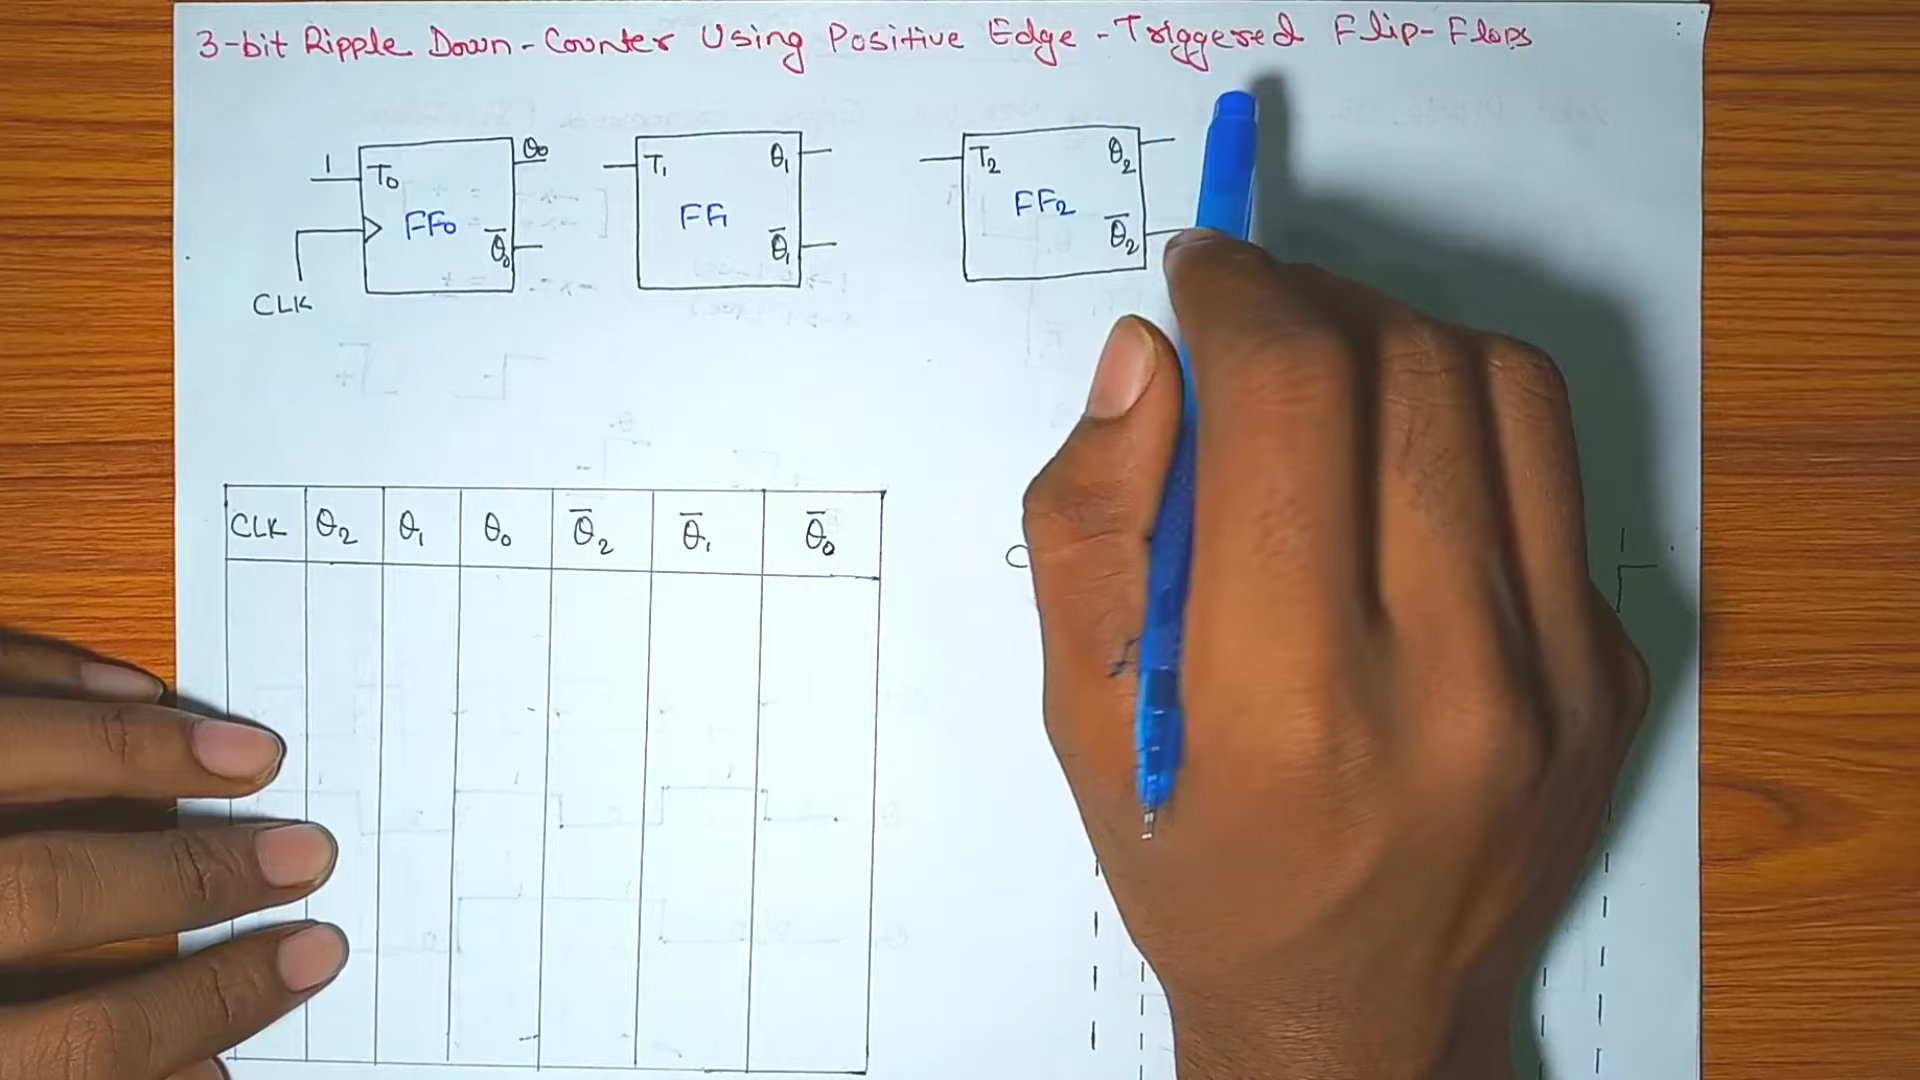 3-bit Ripple Down-Counter Using Positive Edge-Triggered Flip-Flops
1 T0 FF0 Q0 Q̅0
CLK
T1 FF1 Q1 Q̅1
T2 FF2 Q2 Q̅2
CLK Q2 Q1 Q0 Q̅2 Q̅1 Q̅0